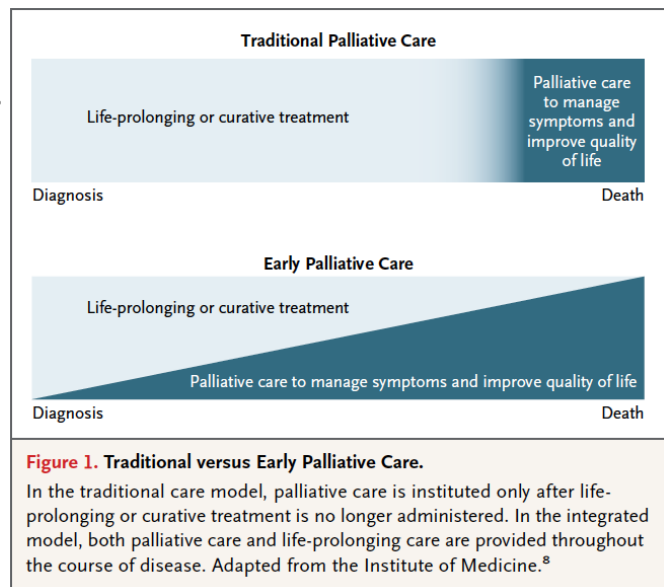 Traditional Palliative Care
Life-prolonging or curative treatment
Palliative care
to manage
symptoms and
improve quality
of life
Diagnosis
Death
Early Palliative Care
Life-prolonging or curative treatment
Palliative care to manage symptoms and improve quality of life
Diagnosis
Death
Figure 1. Traditional versus Early Palliative Care.
In the traditional care model, palliative care is instituted only after life-
prolonging or curative treatment is no longer administered. In the integrated
model, both palliative care and life-prolonging care are provided throughout
the course of disease. Adapted from the Institute of Medicine.⁸